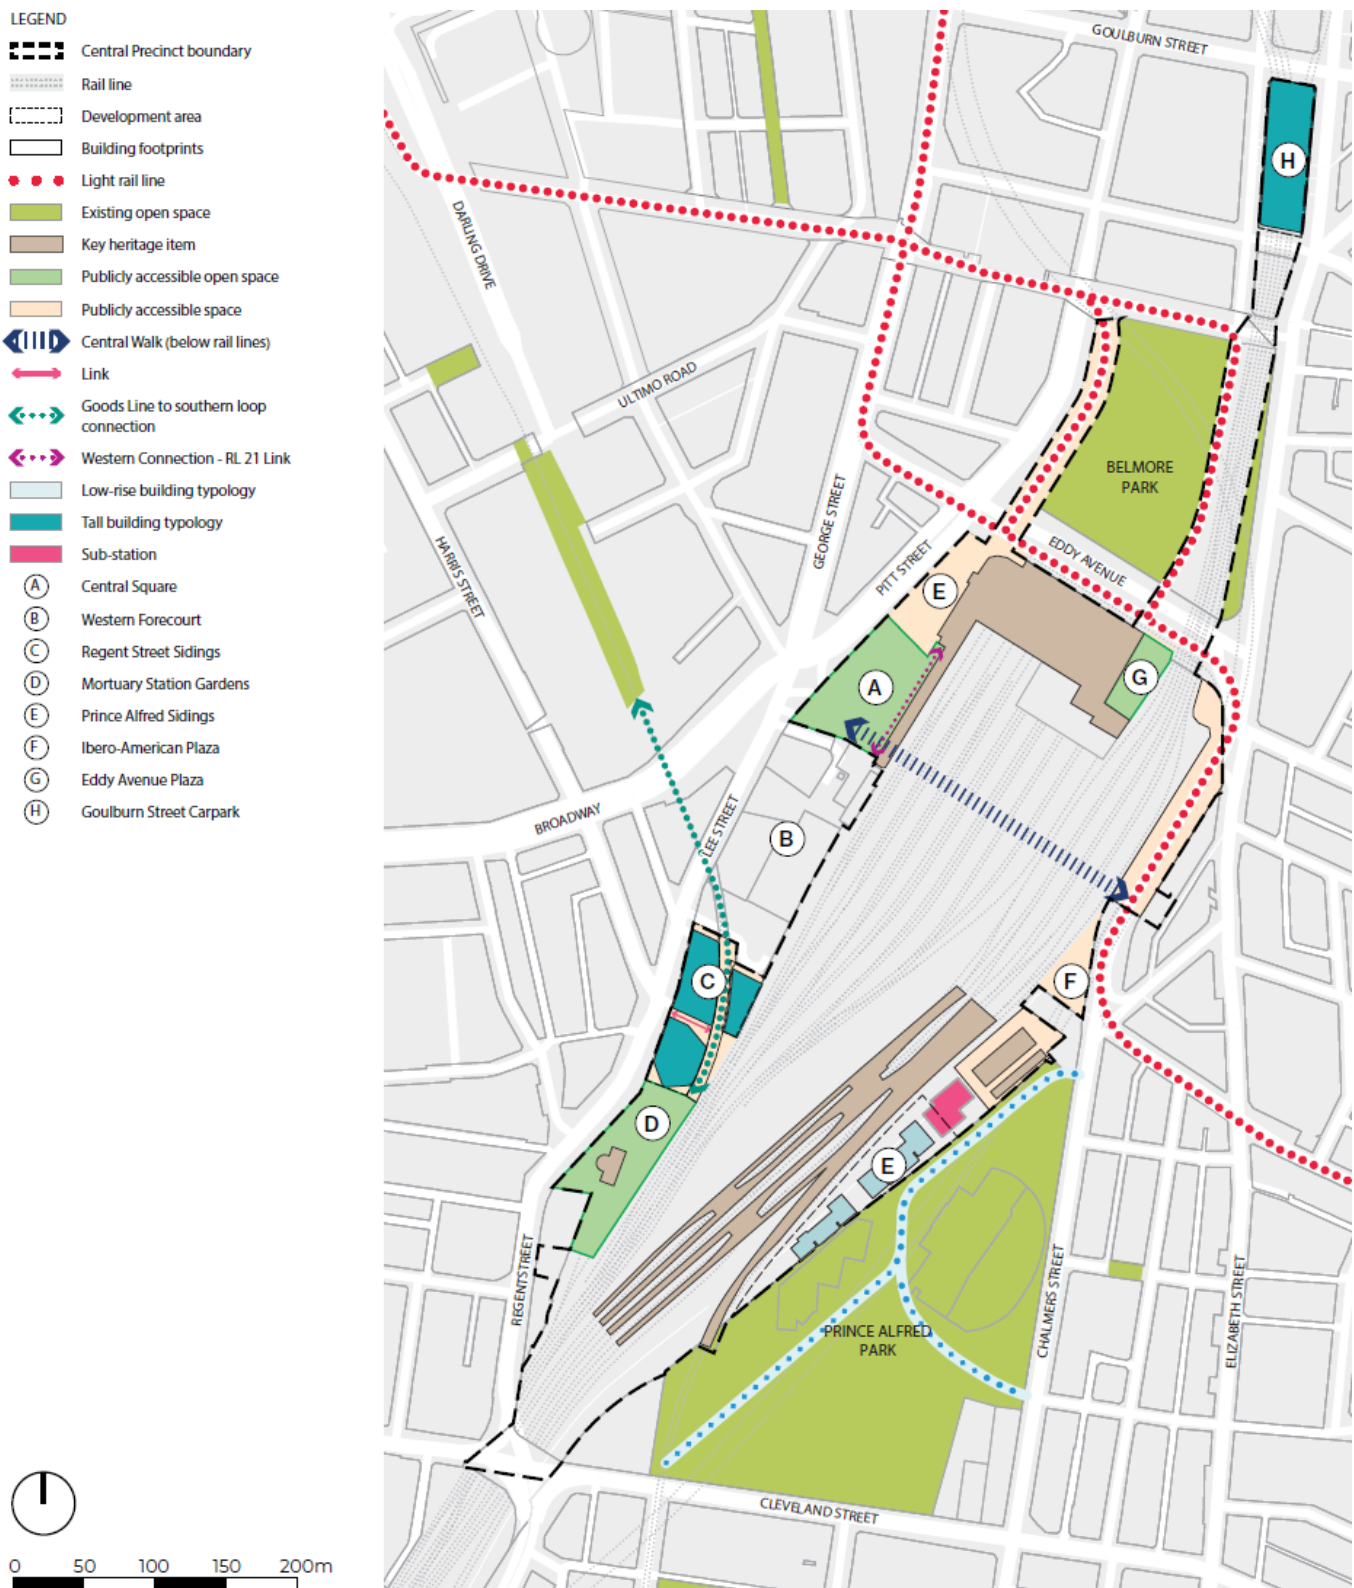 LEGEND
Central Precinct boundary
Rail line
Development area
Building footprints
Light rail line
Existing open space
Key heritage item
Publicly accessible open space
Publicly accessible space
Central Walk (below rail lines)
Link
Goods Line to southern loop
connection
Western Connection - RL 21 Link
Low-rise building typology
Tall building typology
Sub-station
A Central Square
B Western Forecourt
C Regent Street Sidings
D Mortuary Station Gardens
E Prince Alfred Sidings
F Ibero-American Plaza
G Eddy Avenue Plaza
H Goulburn Street Carpark
0 50 100 150 200m
GOULBURN STREET
H
DARLING DRIVE
ULTIMO ROAD
BELMORE
PARK
GEORGE STREET
HARRIS STREET
PITT STREET
EDDY AVENUE
E
A
G
BROADWAY
LEE STREET
B
C
F
D
E
REGENTSTREET
CHALMERS STREET
ELIZABETH STREET
PRINCE ALFRED
PARK
CLEVELAND STREET